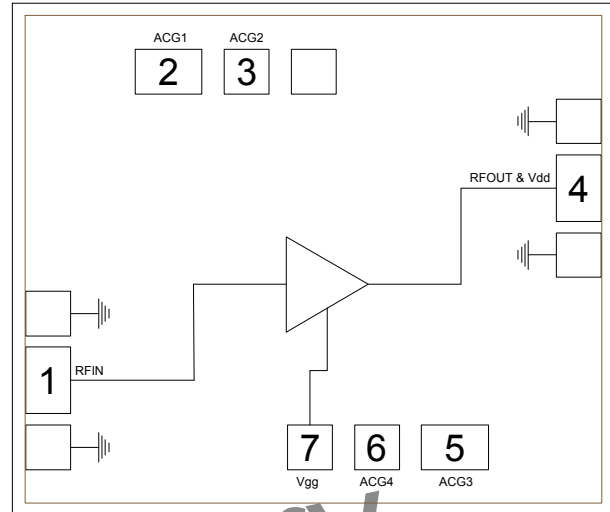 ACG1 ACG2
2 3
RFOUT & Vdd 4
1 RFIN
7 6 5
Vgg ACG4 ACG3